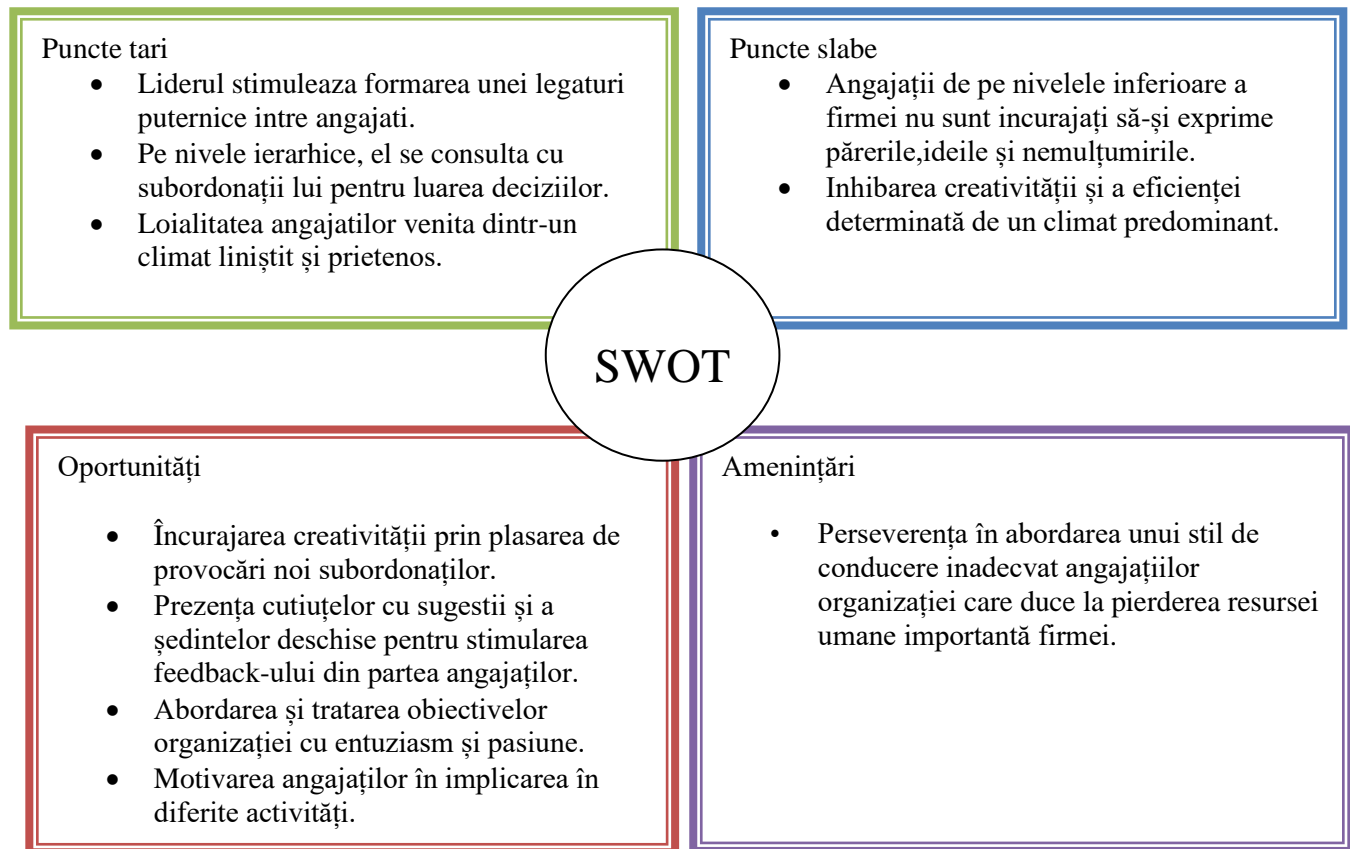 Puncte tari
• Liderul stimuleaza formarea unei legaturi
puternice intre angajati.
• Pe nivele ierarhice, el se consulta cu
subordonații lui pentru luarea deciziilor.
• Loialitatea angajatilor venita dintr-un
climat liniștit și prietenos.
Puncte slabe
• Angajații de pe nivelele inferioare a
firmei nu sunt incurajați să-și exprime
părerile,ideile și nemulțumirile.
• Inhibarea creativității și a eficienței
determinată de un climat predominant.
SWOT
Oportunități
• Încurajarea creativității prin plasarea de
provocări noi subordonaților.
• Prezența cutiuțelor cu sugestii și a
ședintelor deschise pentru stimularea
feedback-ului din partea angajaților.
• Abordarea și tratarea obiectivelor
organizației cu entuziasm și pasiune.
• Motivarea angajaților în implicarea în
diferite activități.
Amenințări
• Perseverența în abordarea unui stil de
conducere inadecvat angajațiilor
organizației care duce la pierderea resursei
umane importantă firmei.